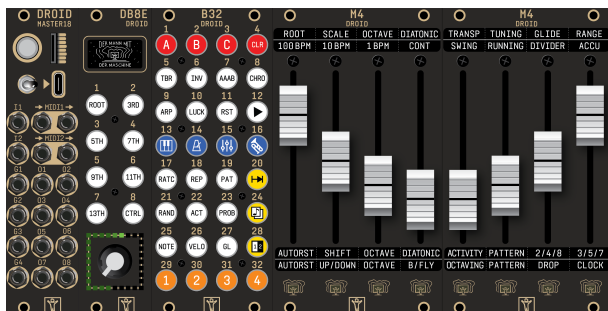 DROID
MASTER18
I1 → MIDI1 →
I2 → MIDI2 →
G1 O1 O2
G2 O3 O4
G3 O5 O6
G4 O7 O8
DB8E
DROID
DER MANN MIT
DER MASCHINE
1 2
ROOT 3RD
3 4
5TH 7TH
5 6
9TH 11TH
7 8
13TH CTRL
B32
DROID
1 2 3 4
A B C CLR
5 6 7 8
TBR INV AAAB CHRO
9 10 11 12
ARP LUCK RST
13 14 15 16
17 18 19 20
RATC REP PAT
21 22 23 24
RAND ACT PROB
25 26 27 28
NOTE VELO GL 1 2
29 30 31 32
1 2 3 4
M4
DROID
ROOT SCALE OCTAVE DIATONIC
100 BPM 10 BPM 1 BPM CONT
AUTORST SHIFT OCTAVE DIATONIC
AUTORST UP/DOWN OCTAVE B/FLY
M4
DROID
TRANSP TUNING GLIDE RANGE
SWING RUNNING DIVIDER ACCU
ACTIVITY PATTERN 2/4/8 3/5/7
OCTAVING PATTERN DROP CLOCK